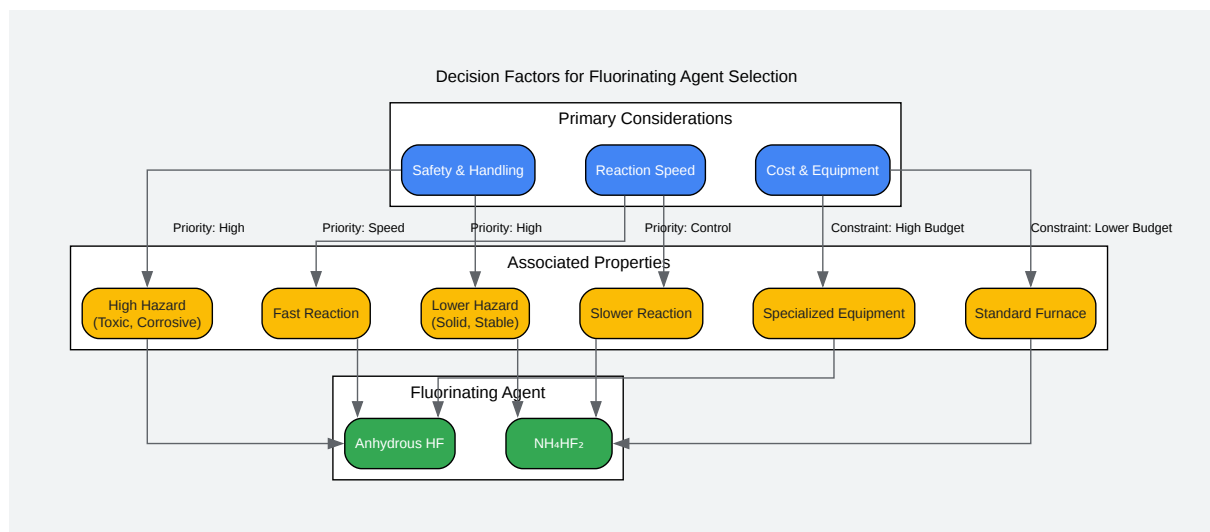 Decision Factors for Fluorinating Agent Selection
Primary Considerations
Safety & Handling
Reaction Speed
Cost & Equipment
Priority: High
Priority: Speed
Priority: High
Priority: Control
Constraint: High Budget
Constraint: Lower Budget
Associated Properties
High Hazard
(Toxic, Corrosive)
Fast Reaction
Lower Hazard
(Solid, Stable)
Slower Reaction
Specialized Equipment
Standard Furnace
Fluorinating Agent
Anhydrous HF
NH₄HF₂